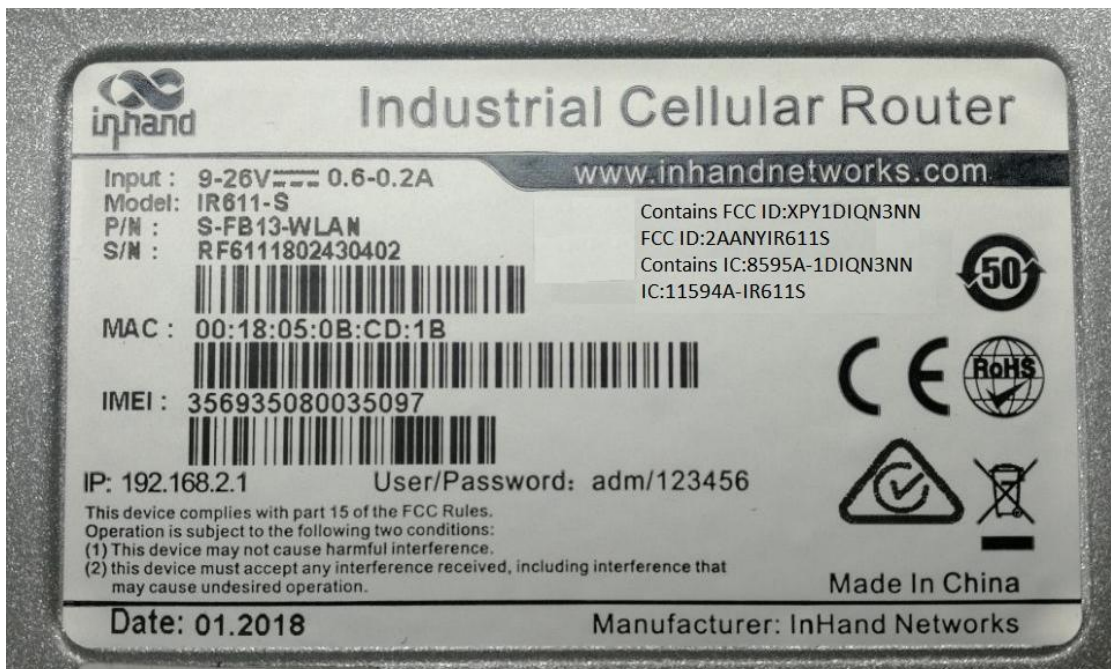 inhand
Industrial Cellular Router
www.inhandnetworks.com
Input : 9-26V 0.6-0.2A
Model: IR611-S
P/N : S-FB13-WLAN
S/N : RF6111802430402
Contains FCC ID:XPY1DIQN3NN
FCC ID:2AANYIR611S
Contains IC:8595A-1DIQN3NN
IC:11594A-IR611S
50
MAC : 00:18:05:0B:CD:1B
CE
RoHS
IMEI : 356935080035097
IP: 192.168.2.1 User/Password: adm/123456
This device complies with part 15 of the FCC Rules.
Operation is subject to the following two conditions:
(1) This device may not cause harmful interference.
(2) this device must accept any interference received, including interference that
may cause undesired operation.
Made In China
Date: 01.2018 Manufacturer: InHand Networks